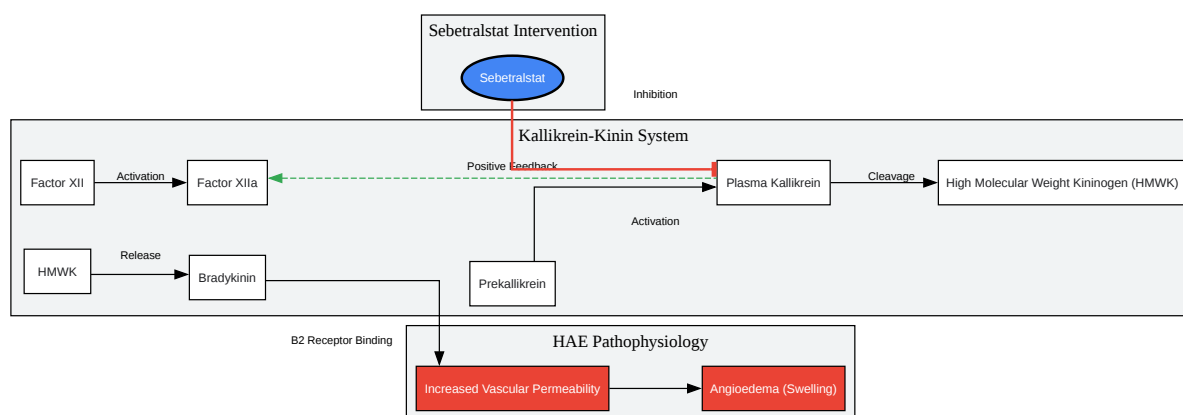 Sebetralstat Intervention
Sebetralstat
Inhibition
Kallikrein-Kinin System
Factor XII
Activation
Factor XIIa
Positive Feedback
Plasma Kallikrein
Cleavage
High Molecular Weight Kininogen (HMWK)
Activation
HMWK
Release
Bradykinin
Prekallikrein
B2 Receptor Binding
HAE Pathophysiology
Increased Vascular Permeability
Angioedema (Swelling)